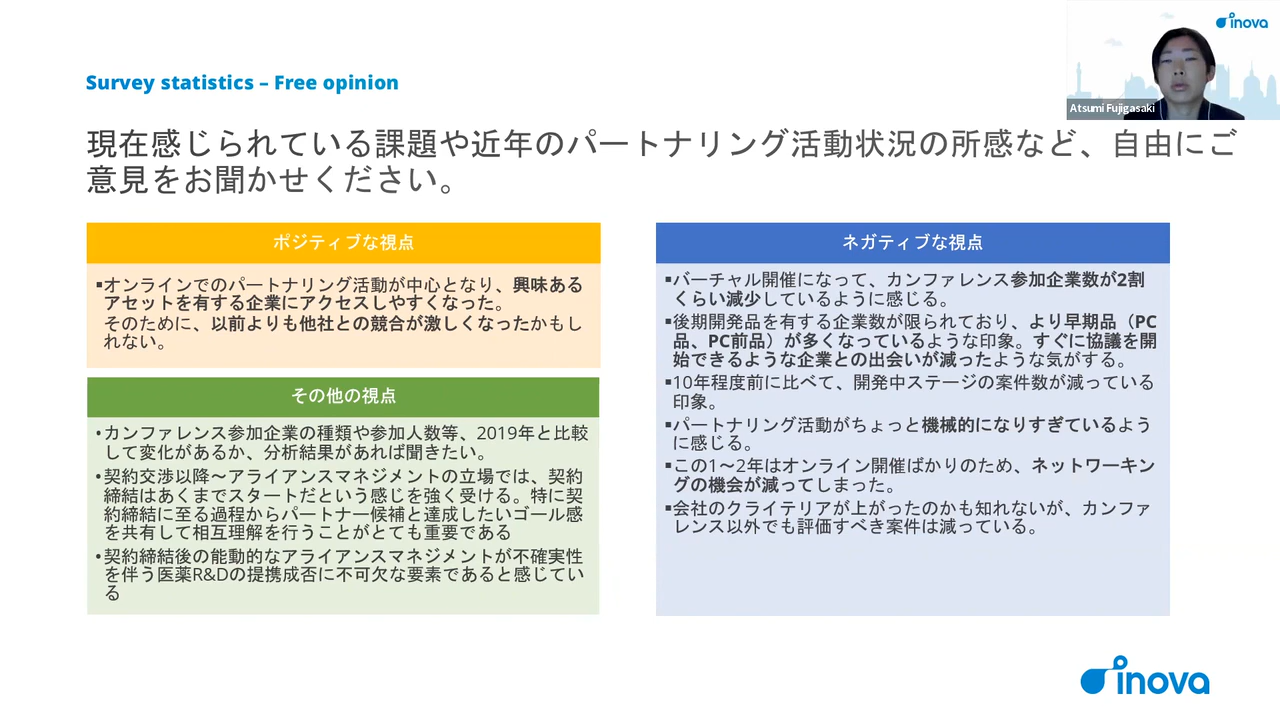 inova
Atsumi Fujigasaki
Survey statistics – Free opinion
現在感じられている課題や近年のパートナリング活動状況の所感など、自由にご
意見をお聞かせください。
ポジティブな視点
▪オンラインでのパートナリング活動が中心となり、興味ある
アセットを有する企業にアクセスしやすくなった。
そのために、以前よりも他社との競合が激しくなったかもし
れない。
その他の視点
•カンファレンス参加企業の種類や参加人数等、2019年と比較
して変化があるか、分析結果があれば聞きたい。
•契約交渉以降～アライアンスマネジメントの立場では、契約
締結はあくまでスタートだという感じを強く受ける。特に契
約締結に至る過程からパートナー候補と達成したいゴール感
を共有して相互理解を行うことがとても重要である
•契約締結後の能動的なアライアンスマネジメントが不確実性
を伴う医薬R&Dの提携成否に不可欠な要素であると感じてい
る
ネガティブな視点
▪バーチャル開催になって、カンファレンス参加企業数が2割
くらい減少しているように感じる。
▪後期開発品を有する企業数が限られており、より早期品（PC
品、PC前品）が多くなっているような印象。すぐに協議を開
始できるような企業との出会いが減ったような気がする。
▪10年程度前に比べて、開発中ステージの案件数が減っている
印象。
▪パートナリング活動がちょっと機械的になりすぎているよう
に感じる。
▪この1～2年はオンライン開催ばかりのため、ネットワーキン
グの機会が減ってしまった。
▪会社のクライテリアが上がったのかも知れないが、カンファ
レンス以外でも評価すべき案件は減っている。
inova